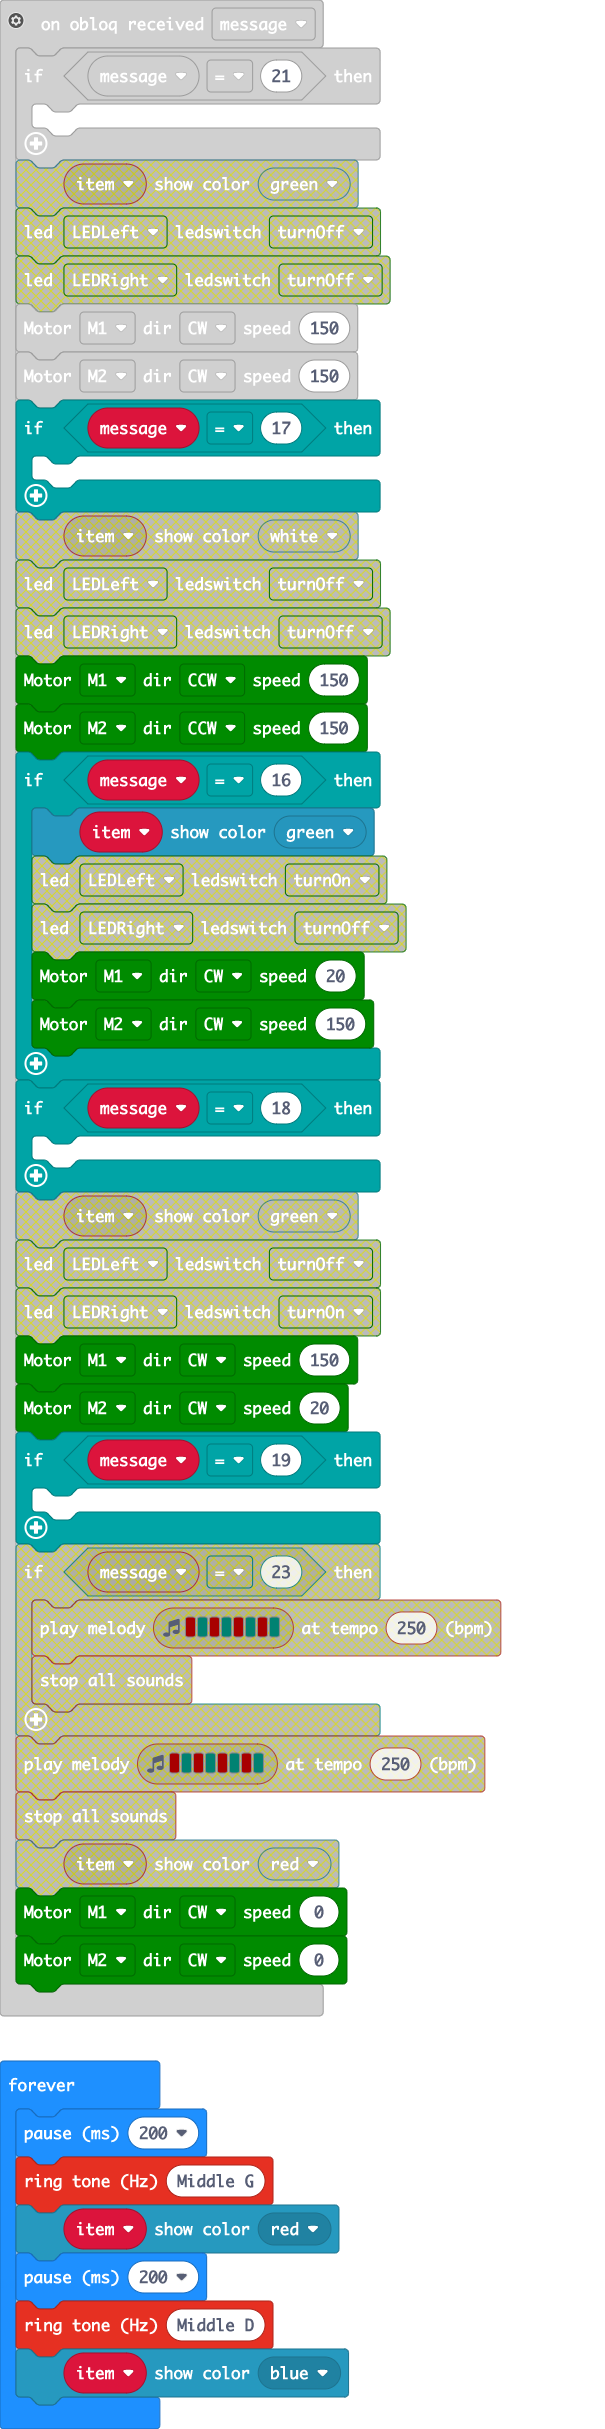 on obloq received message
if message = 21 then
item show color green
led LEDLeft ledswitch turnOff
led LEDRight ledswitch turnOff
Motor M1 dir CW speed 150
Motor M2 dir CW speed 150
if message = 17 then
item show color white
led LEDLeft ledswitch turnOff
led LEDRight ledswitch turnOff
Motor M1 dir CCW speed 150
Motor M2 dir CCW speed 150
if message = 16 then
item show color green
led LEDLeft ledswitch turnOn
led LEDRight ledswitch turnOff
Motor M1 dir CW speed 20
Motor M2 dir CW speed 150
if message = 18 then
item show color green
led LEDLeft ledswitch turnOff
led LEDRight ledswitch turnOn
Motor M1 dir CW speed 150
Motor M2 dir CW speed 20
if message = 19 then
if message = 23 then
play melody at tempo 250 (bpm)
stop all sounds
play melody at tempo 250 (bpm)
stop all sounds
item show color red
Motor M1 dir CW speed 0
Motor M2 dir CW speed 0
forever
pause (ms) 200
ring tone (Hz) Middle G
item show color red
pause (ms) 200
ring tone (Hz) Middle D
item show color blue